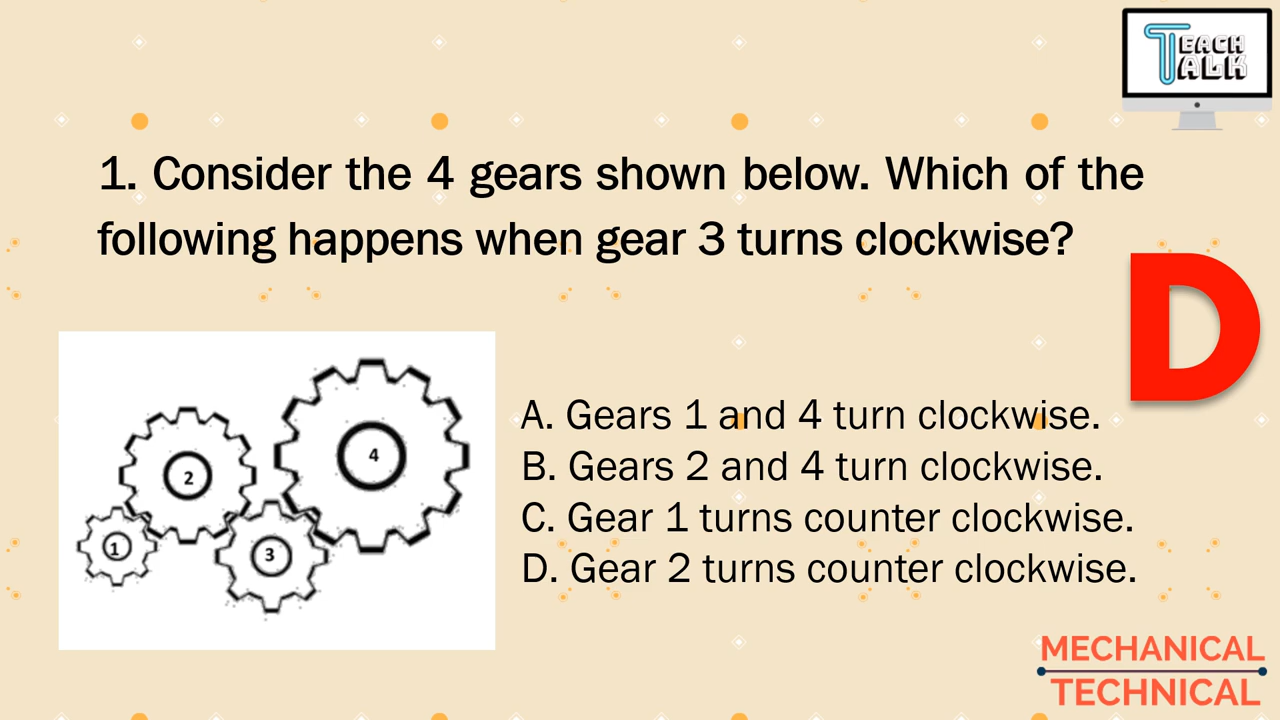 TEACH
TALK
1. Consider the 4 gears shown below. Which of the
following happens when gear 3 turns clockwise?
D
4
2
3
1
A. Gears 1 and 4 turn clockwise.
B. Gears 2 and 4 turn clockwise.
C. Gear 1 turns counter clockwise.
D. Gear 2 turns counter clockwise.
MECHANICAL
TECHNICAL